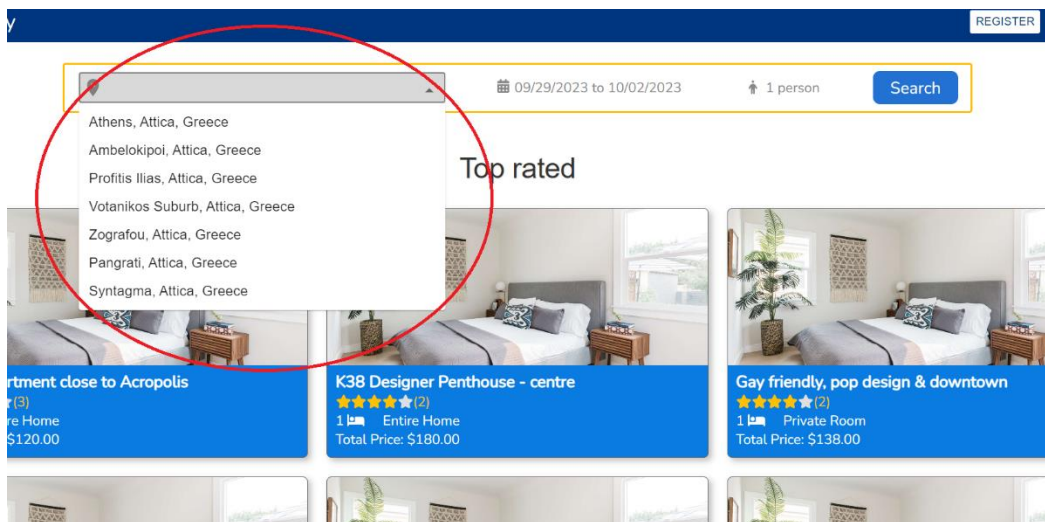 y
REGISTER
09/29/2023 to 10/02/2023
1 person
Search
Athens, Attica, Greece
Ambelokipoi, Attica, Greece
Profitis Ilias, Attica, Greece
Votanikos Suburb, Attica, Greece
Zografou, Attica, Greece
Pangrati, Attica, Greece
Syntagma, Attica, Greece
Top rated
rtment close to Acropolis
(3)
re Home
$120.00
K38 Designer Penthouse - centre
(2)
1 Entire Home
Total Price: $180.00
Gay friendly, pop design & downtown
(2)
1 Private Room
Total Price: $138.00